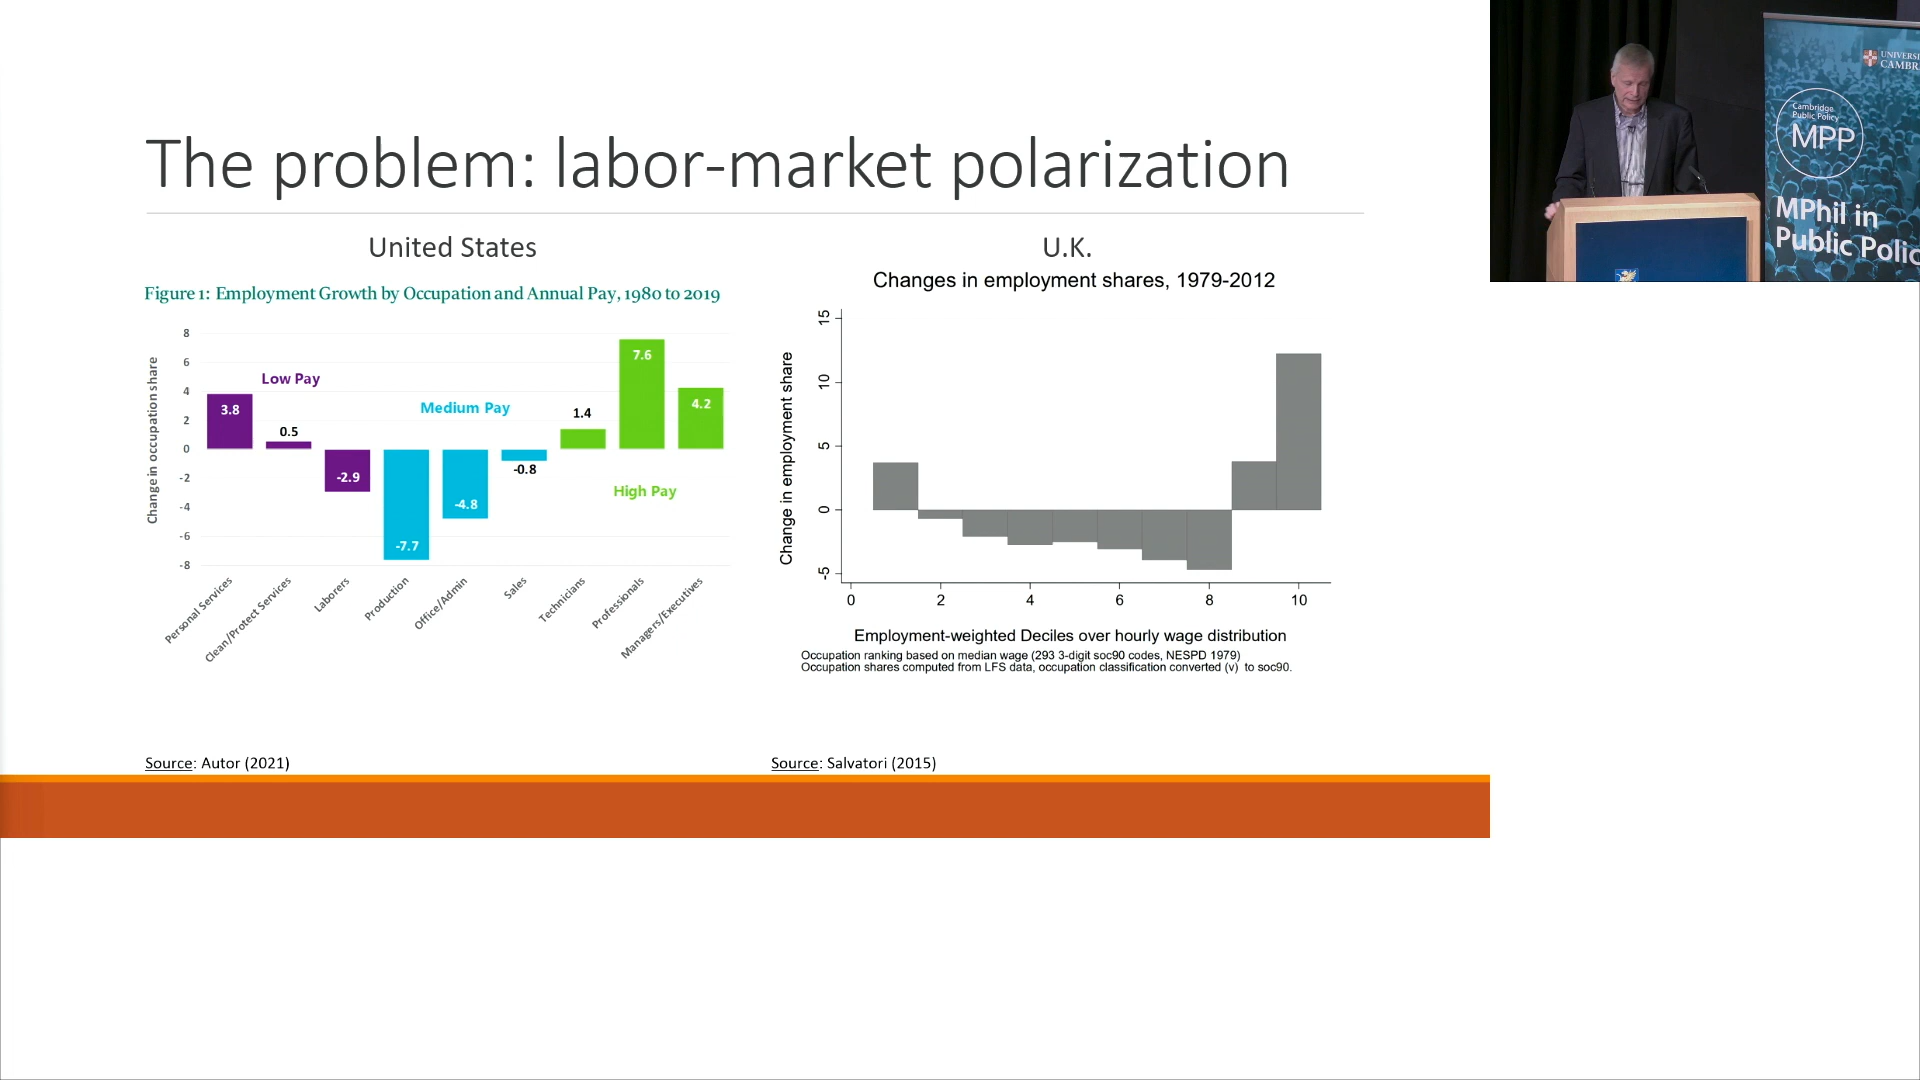 The problem: labor-market polarization
United States
Figure 1: Employment Growth by Occupation and Annual Pay, 1980 to 2019
Change in occupation share
8
6
4
2
0
-2
-4
-6
-8
Low Pay
Medium Pay
High Pay
3.8
0.5
-2.9
-7.7
-4.8
-0.8
1.4
7.6
4.2
Personal Services
Clean/Protect Services
Laborers
Production
Office/Admin
Sales
Technicians
Professionals
Managers/Executives
Source: Autor (2021)
U.K.
Changes in employment shares, 1979-2012
Change in employment share
15
10
5
0
-5
0 2 4 6 8 10
Employment-weighted Deciles over hourly wage distribution
Occupation ranking based on median wage (293 3-digit soc90 codes, NESPD 1979)
Occupation shares computed from LFS data, occupation classification converted (v) to soc90.
Source: Salvatori (2015)
Cambridge
Public Policy
MPP
MPhil in
Public